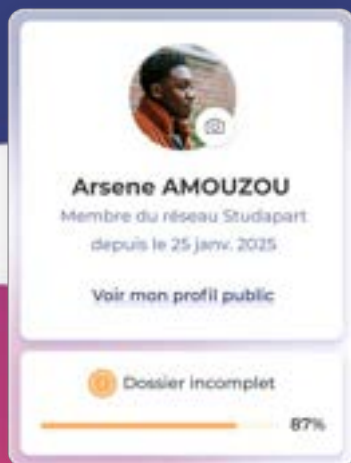 Arsene AMOUZOU
Membre du réseau Studapart
depuis le 25 janv. 2025
Voir mon profil public
Dossier incomplet
87%